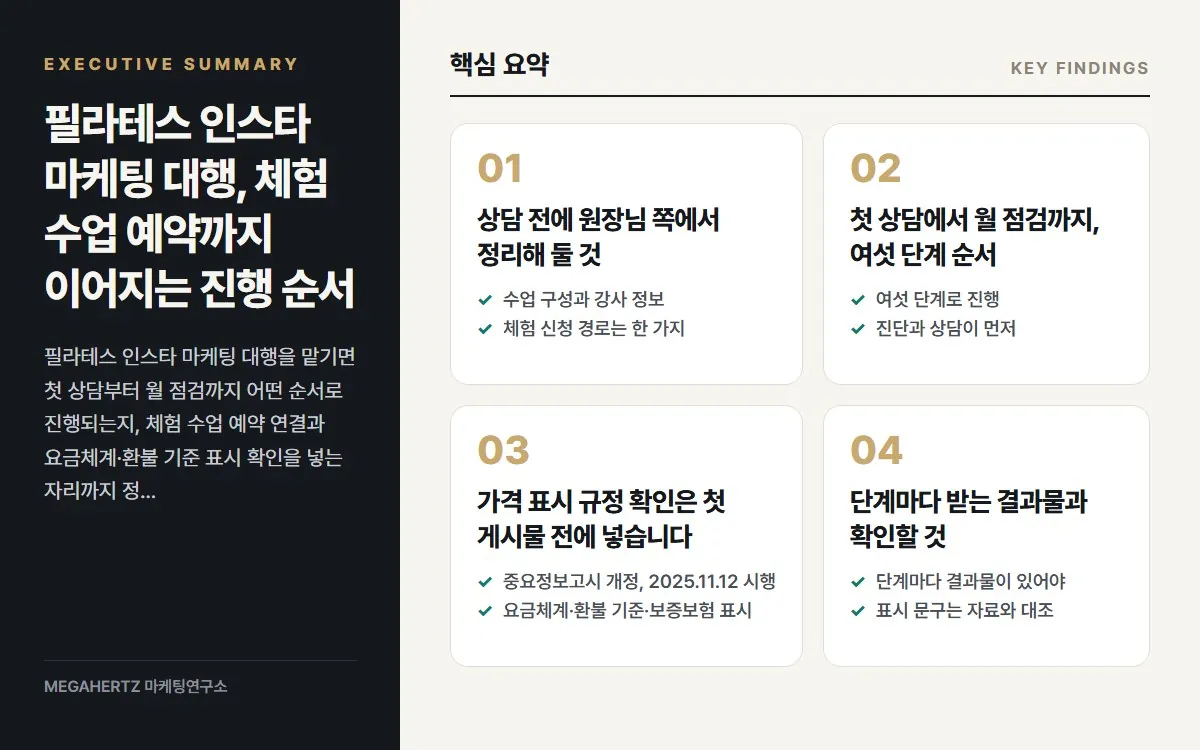 EXECUTIVE SUMMARY
필라테스 인스타
마케팅 대행, 체험
수업 예약까지
이어지는 진행 순서
필라테스 인스타 마케팅 대행을 맡기면
첫 상담부터 월 점검까지 어떤 순서로
진행되는지, 체험 수업 예약 연결과
요금체계·환불 기준 표시 확인을 넣는
자리까지 정...
MEGAHERTZ 마케팅연구소
핵심 요약
KEY FINDINGS
01
상담 전에 원장님 쪽에서
정리해 둘 것
수업 구성과 강사 정보
체험 신청 경로는 한 가지
02
첫 상담에서 월 점검까지,
여섯 단계 순서
여섯 단계로 진행
진단과 상담이 먼저
03
가격 표시 규정 확인은 첫
게시물 전에 넣습니다
중요정보고시 개정, 2025.11.12 시행
요금체계·환불 기준·보증보험 표시
04
단계마다 받는 결과물과
확인할 것
단계마다 결과물이 있어야
표시 문구는 자료와 대조